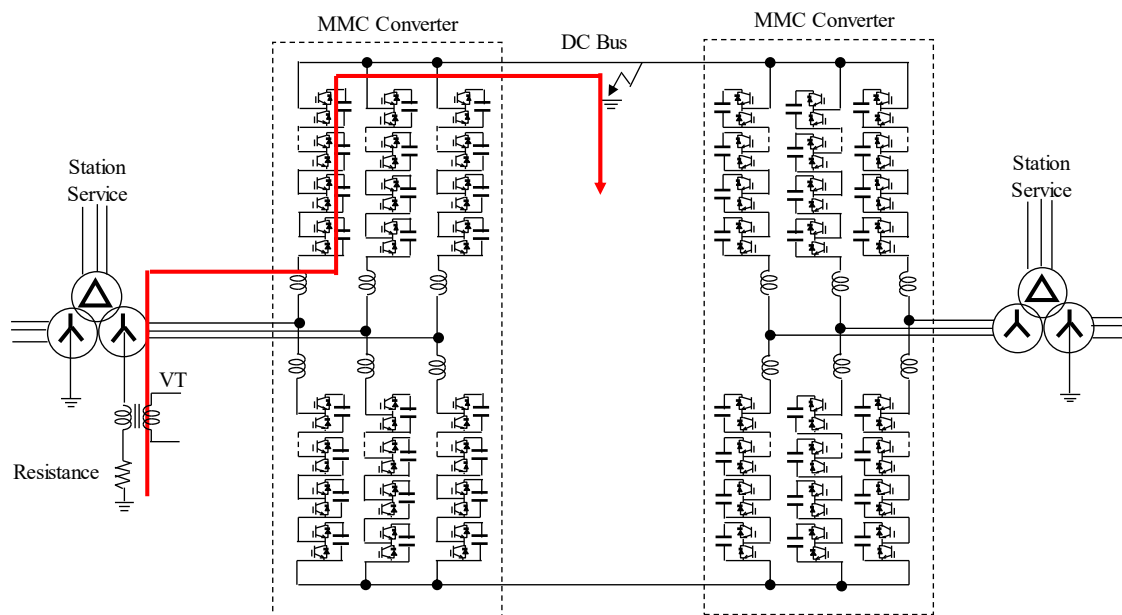 MMC Converter
DC Bus
MMC Converter
Station
Service
Station
Service
VT
Resistance